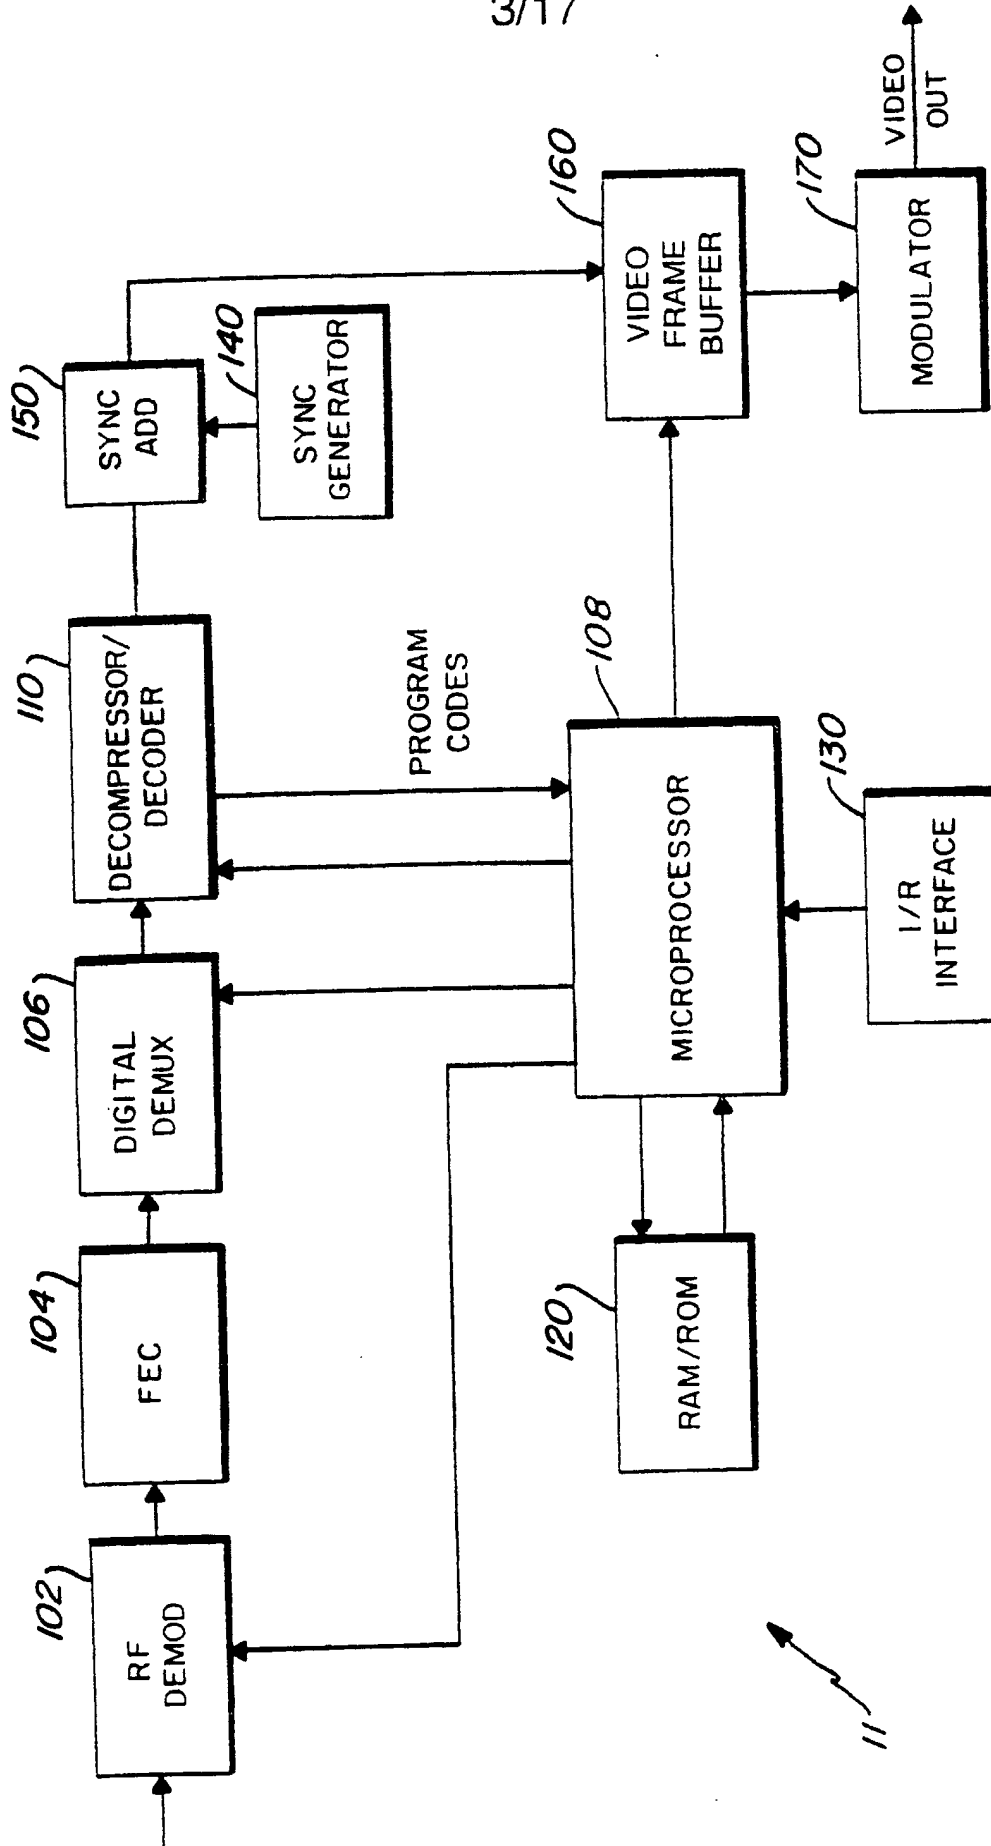 3/17
102
RF
DEMOD
104
FEC
106
DIGITAL
DEMUX
110
DECOMPRESSOR/
DECODER
150
SYNC
ADD
140
SYNC
GENERATOR
PROGRAM
CODES
120
RAM/ROM
108
MICROPROCESSOR
130
I/R
INTERFACE
160
VIDEO
FRAME
BUFFER
170
MODULATOR
VIDEO
OUT
11